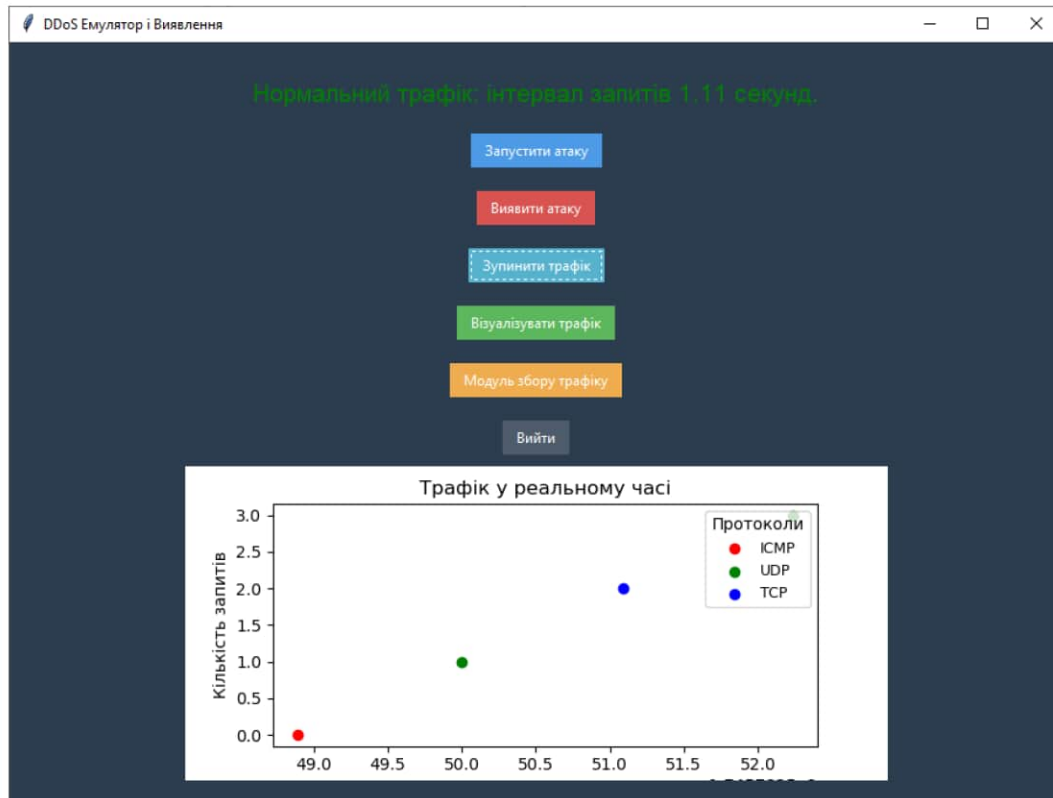 DDoS Емулятор і Виявлення
Нормальний трафік: інтервал запитів 1.11 секунд.
Запустити атаку
Виявити атаку
Зупинити трафік
Візуалізувати трафік
Модуль збору трафіку
Вийти
Трафік у реальному часі
Кількість запитів
3.0
2.5
2.0
1.5
1.0
0.5
0.0
Протоколи
ICMP
UDP
TCP
49.0 49.5 50.0 50.5 51.0 51.5 52.0